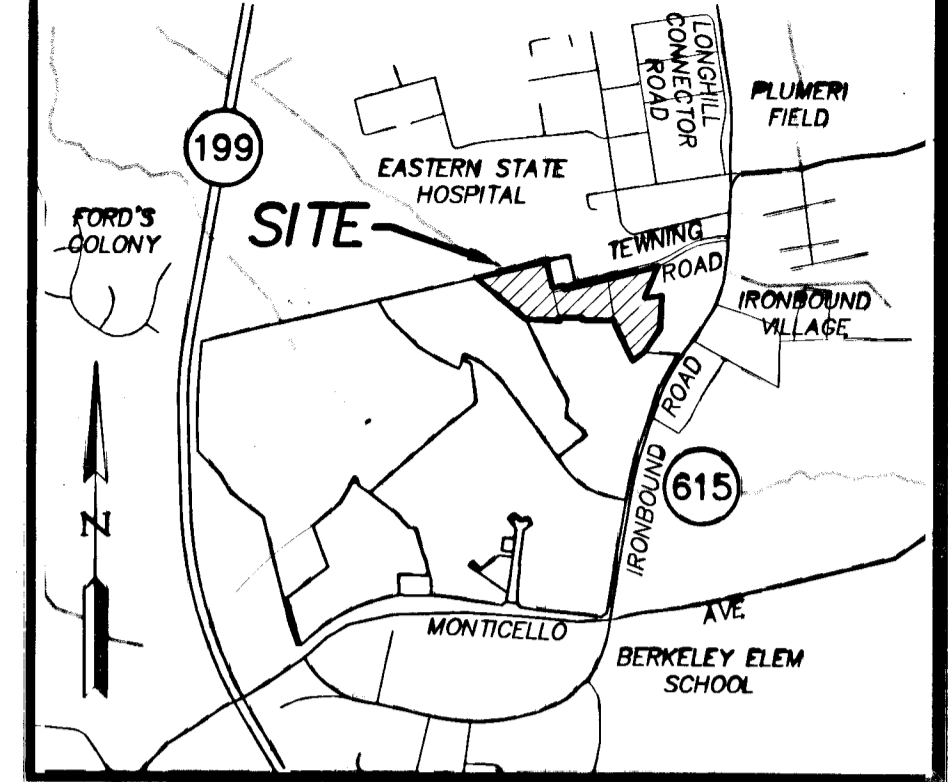 LONGHILL
CONNECTOR
ROAD
PLUMERI
FIELD
199
EASTERN STATE
HOSPITAL
FORD'S
COLONY
SITE
TEWNING
ROAD
IRONBOUND
VILLAGE
ROAD
IRONBOUND
615
N
MONTICELLO
AVE.
BERKELEY ELEM
SCHOOL